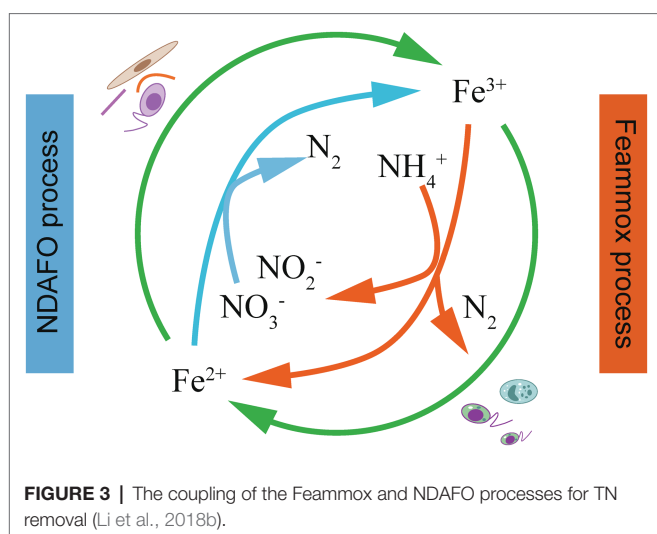 NDAFO process
Fe³⁺
N₂
NH₄⁺
NO₂⁻
NO₃⁻
N₂
Fe²⁺
Feammox process
FIGURE 3 | The coupling of the Feammox and NDAFO processes for TN
removal (Li et al., 2018b).